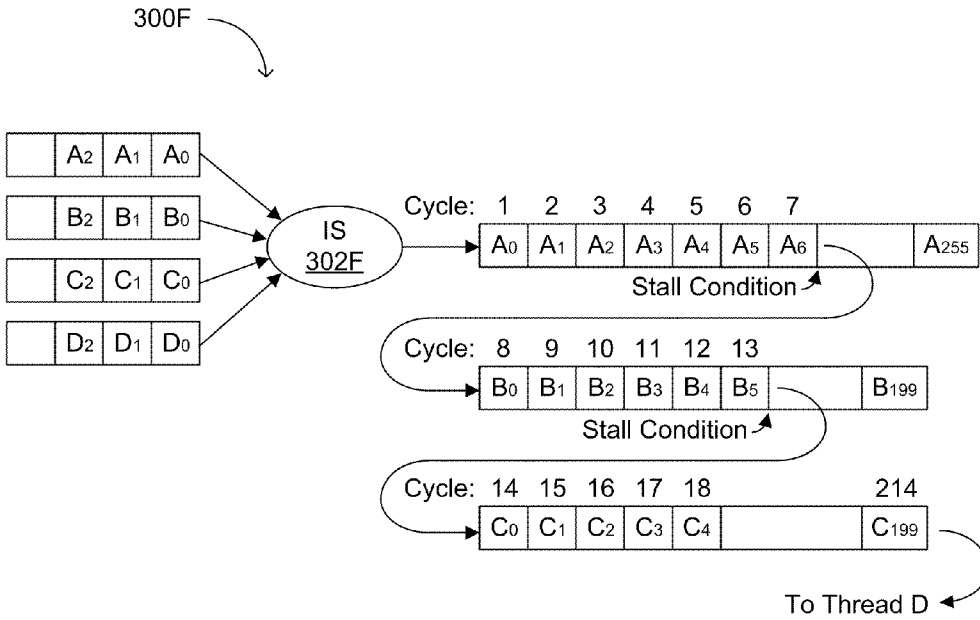 300F
A2 A1 A0
B2 B1 B0
C2 C1 C0
D2 D1 D0
IS
302F
Cycle: 1 2 3 4 5 6 7
A0 A1 A2 A3 A4 A5 A6 A255
Stall Condition
Cycle: 8 9 10 11 12 13
B0 B1 B2 B3 B4 B5 B199
Stall Condition
Cycle: 14 15 16 17 18 214
C0 C1 C2 C3 C4 C199
To Thread D